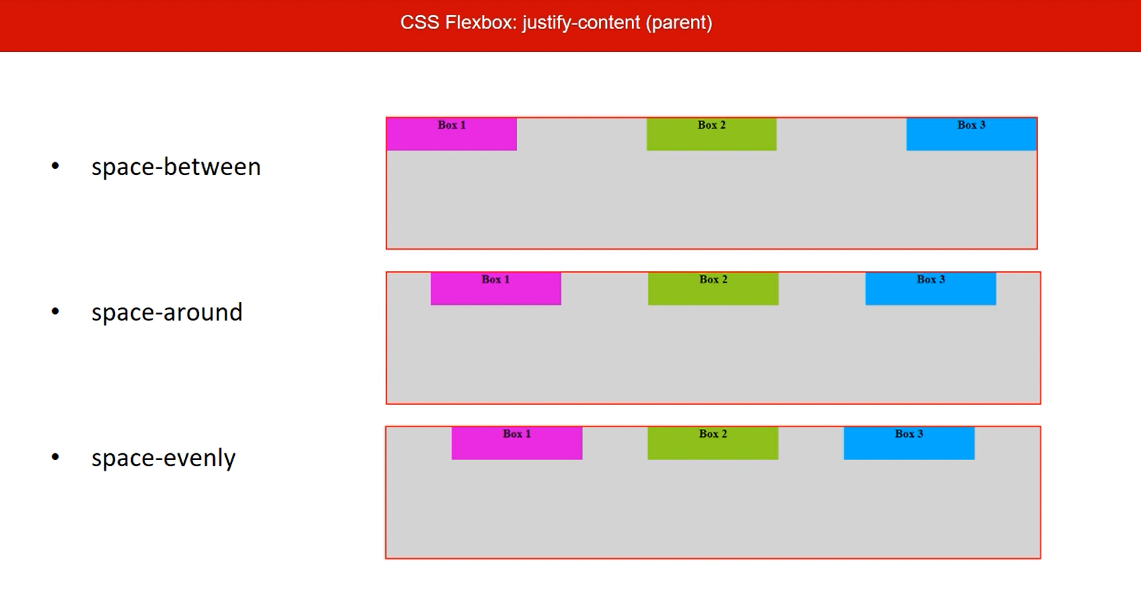 CSS Flexbox: justify-content (parent)
• space-between
Box 1 Box 2 Box 3
• space-around
Box 1 Box 2 Box 3
• space-evenly
Box 1 Box 2 Box 3